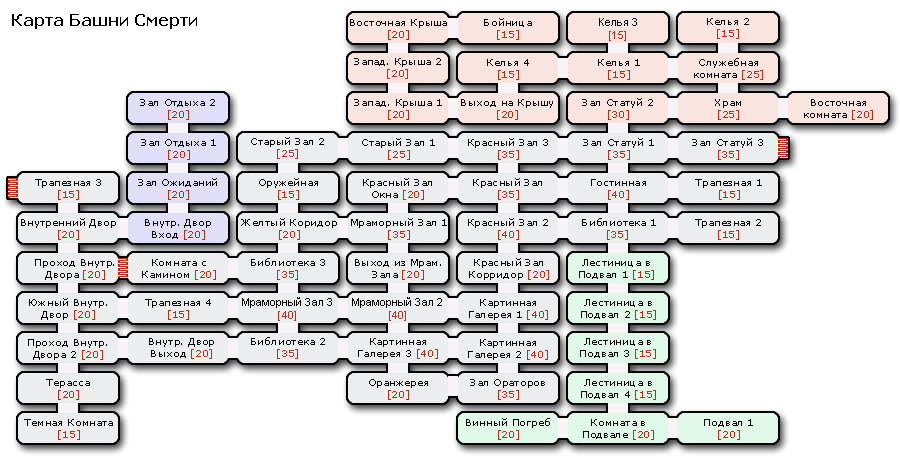 Карта Башни Смерти
Восточная Крыша
[20]
Бойница
[15]
Келья 3
[15]
Келья 2
[15]
Запад. Крыша 2
[20]
Келья 4
[15]
Келья 1
[15]
Служебная
комната [25]
Зал Отдыха 2
[20]
Запад. Крыша 1
[20]
Выход на Крышу
[20]
Зал Статуй 2
[30]
Храм
[25]
Восточная
комната [20]
Зал Отдыха 1
[20]
Старый Зал 2
[25]
Старый Зал 1
[25]
Красный Зал 3
[35]
Зал Статуй 1
[35]
Зал Статуй 3
[35]
Трапезная 3
[15]
Зал Ожиданий
[20]
Оружейная
[15]
Красный Зал
Окна [20]
Красный Зал
[35]
Гостинная
[40]
Трапезная 1
[15]
Внутренний Двор
[20]
Внутр. Двор
Вход [20]
Желтый Коридор
[20]
Мраморный Зал 1
[35]
Красный Зал 2
[40]
Библиотека 1
[35]
Трапезная 2
[15]
Проход Внутр.
Двора [20]
Комната с
Камином [20]
Библиотека 3
[35]
Выход из Мрам.
Зала [20]
Красный Зал
Корридор [20]
Лестиница в
Подвал 1 [15]
Южный Внутр.
Двор [20]
Трапезная 4
[15]
Мраморный Зал 3
[40]
Мраморный Зал 2
[40]
Картинная
Галерея 1 [40]
Лестиница в
Подвал 2 [15]
Проход Внутр.
Двора 2 [20]
Внутр. Двор
Выход [20]
Библиотека 2
[35]
Картинная
Галерея 3 [40]
Картинная
Галерея 2 [40]
Лестиница в
Подвал 3 [15]
Терасса
[20]
Оранжерея
[20]
Зал Ораторов
[35]
Лестиница в
Подвал 4 [15]
Темная Комната
[15]
Винный Погреб
[20]
Комната в
Подвале [20]
Подвал 1
[20]